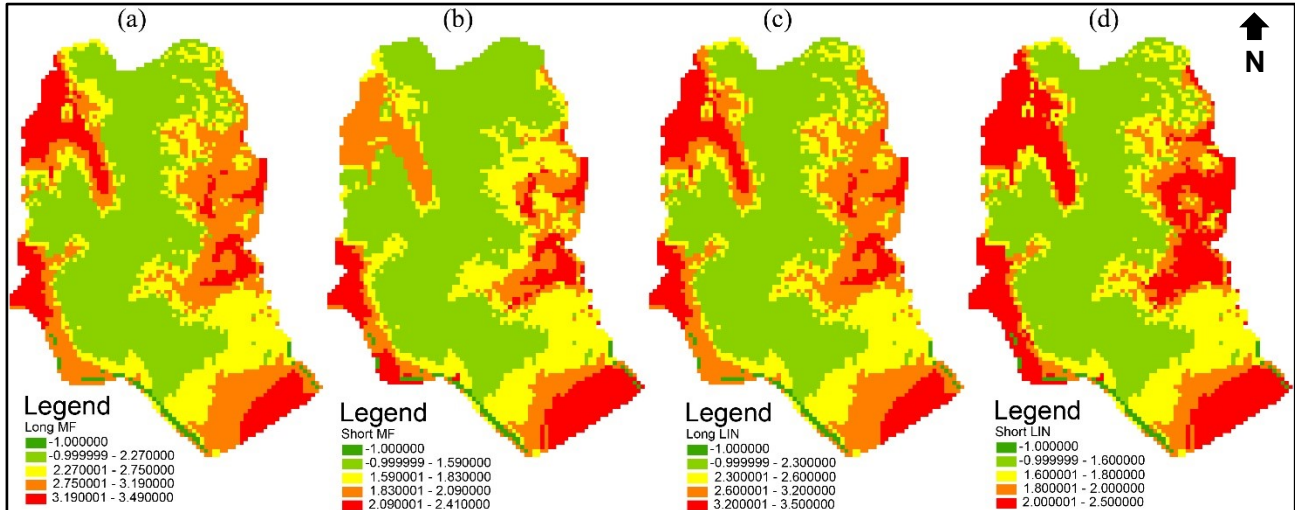 (a) (b) (c) (d)
N
Legend
Long MF
-1.000000
-0.999999 - 2.270000
2.270001 - 2.750000
2.750001 - 3.190000
3.190001 - 3.490000
Legend
Short MF
-1.000000
-0.999999 - 1.590000
1.590001 - 1.830000
1.830001 - 2.090000
2.090001 - 2.410000
Legend
Long LIN
-1.000000
-0.999999 - 2.300000
2.300001 - 2.600000
2.600001 - 3.200000
3.200001 - 3.500000
Legend
Short LIN
-1.000000
-0.999999 - 1.600000
1.600001 - 1.800000
1.800001 - 2.000000
2.000001 - 2.500000